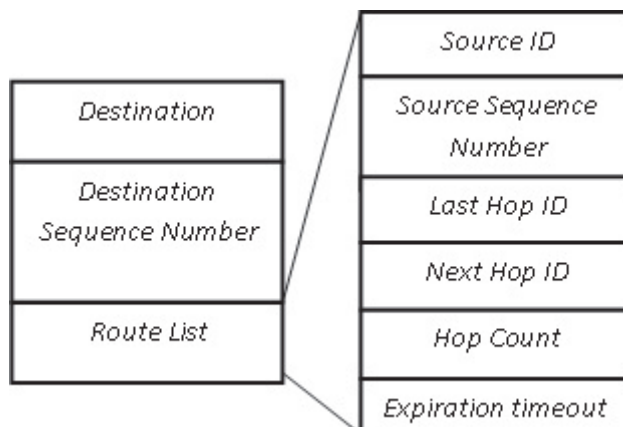 Destination
Destination
Sequence Number
Route List
Source ID
Source Sequence
Number
Last Hop ID
Next Hop ID
Hop Count
Expiration timeout